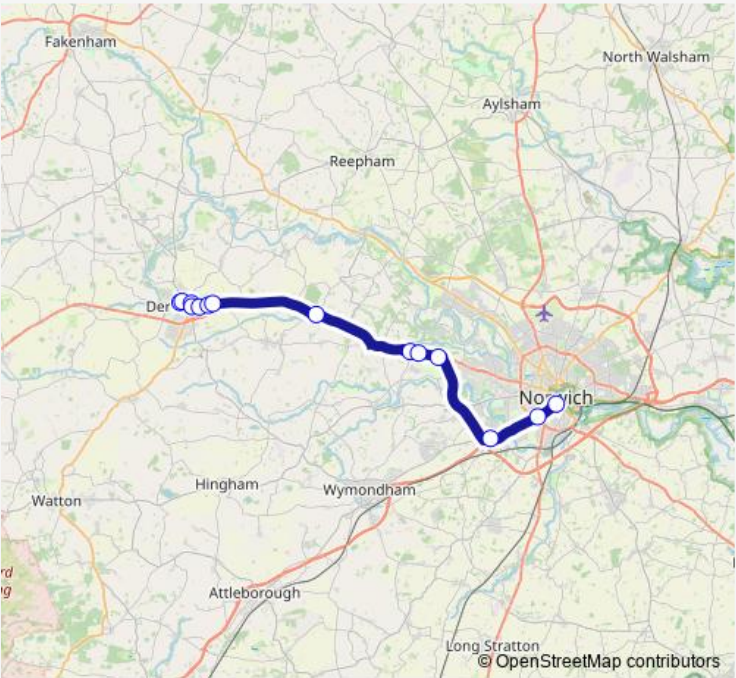 Fakenham
North Walsham
Aylsham
Reepham
Der
Norwich
Hingham
Wymondham
Watton
Attleborough
Long Stratton
© OpenStreetMap contributors